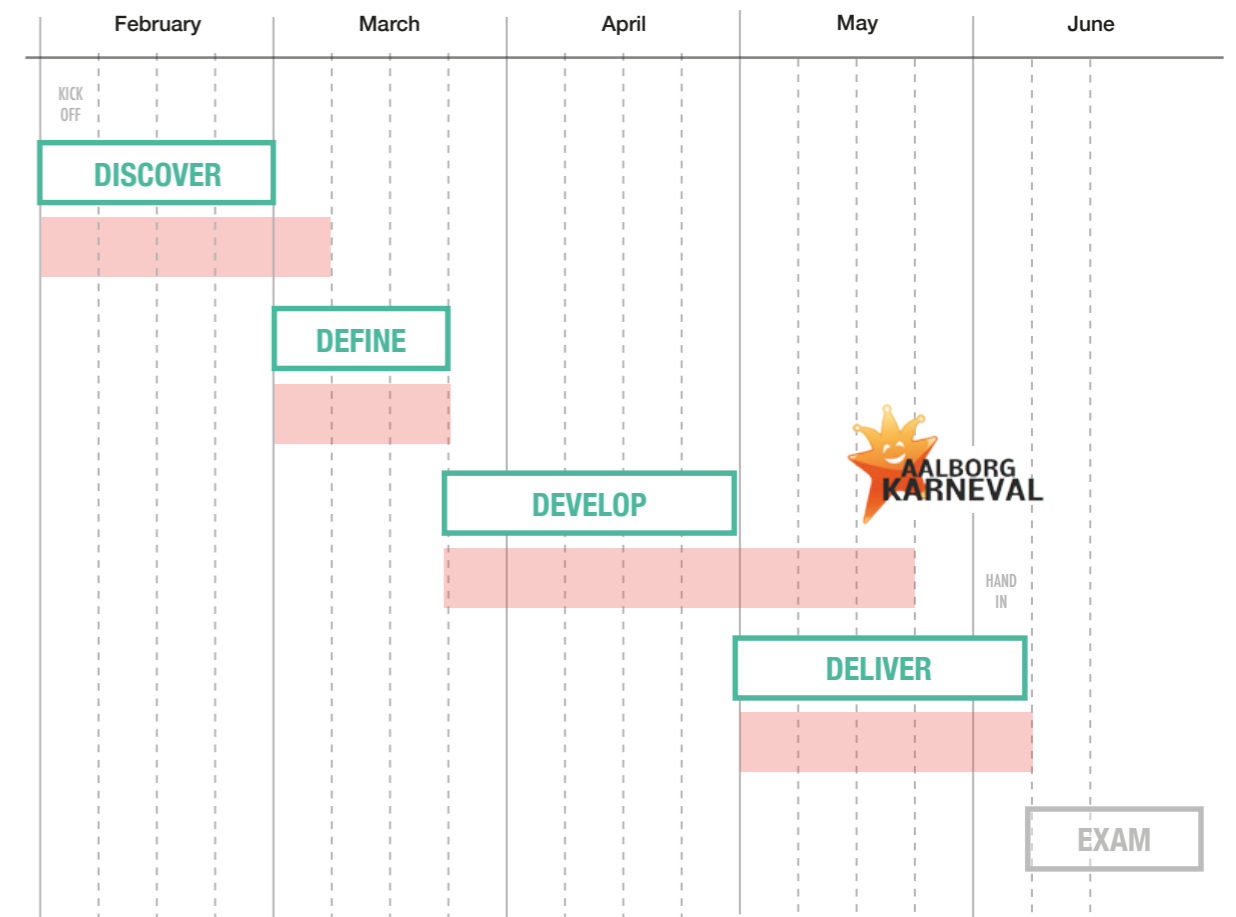 February
March
April
May
June
KICK
OFF
DISCOVER
DEFINE
AALBORG
KARNEVAL
DEVELOP
HAND
IN
DELIVER
EXAM